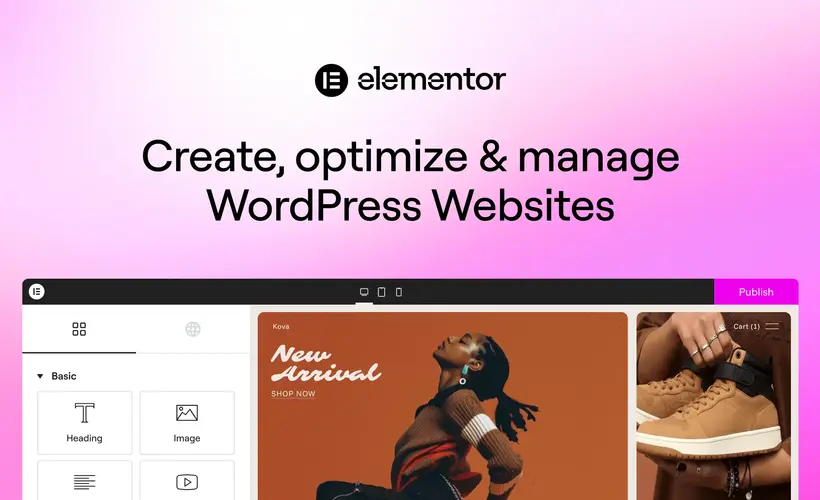 elementor
Create, optimize & manage
WordPress Websites
Publish
Kova
Cart (1)
New
Arrival
SHOP NOW
Basic
Heading
Image